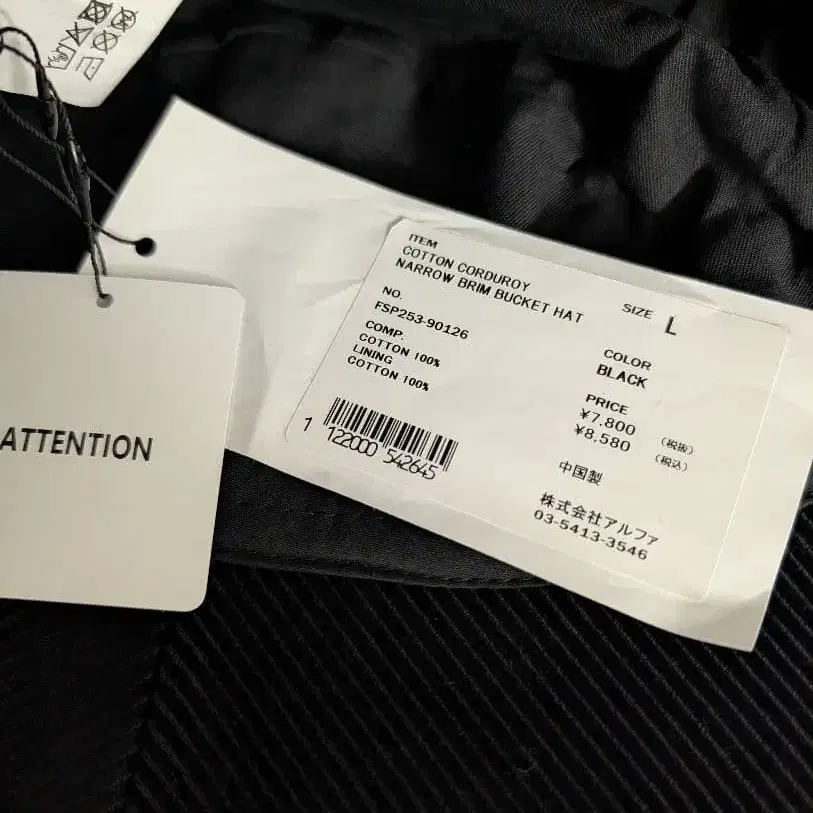 ATTENTION
ITEM
COTTON CORDUROY
NARROW BRIM BUCKET HAT
SIZE L
NO.
FSP253-90126
COMP.
COTTON 100%
LINING
COTTON 100%
COLOR
BLACK
PRICE
¥7,800 (税抜)
¥8,580 (税込)
1 122000 542645
中国製
株式会社アルファ
03-5413-3546